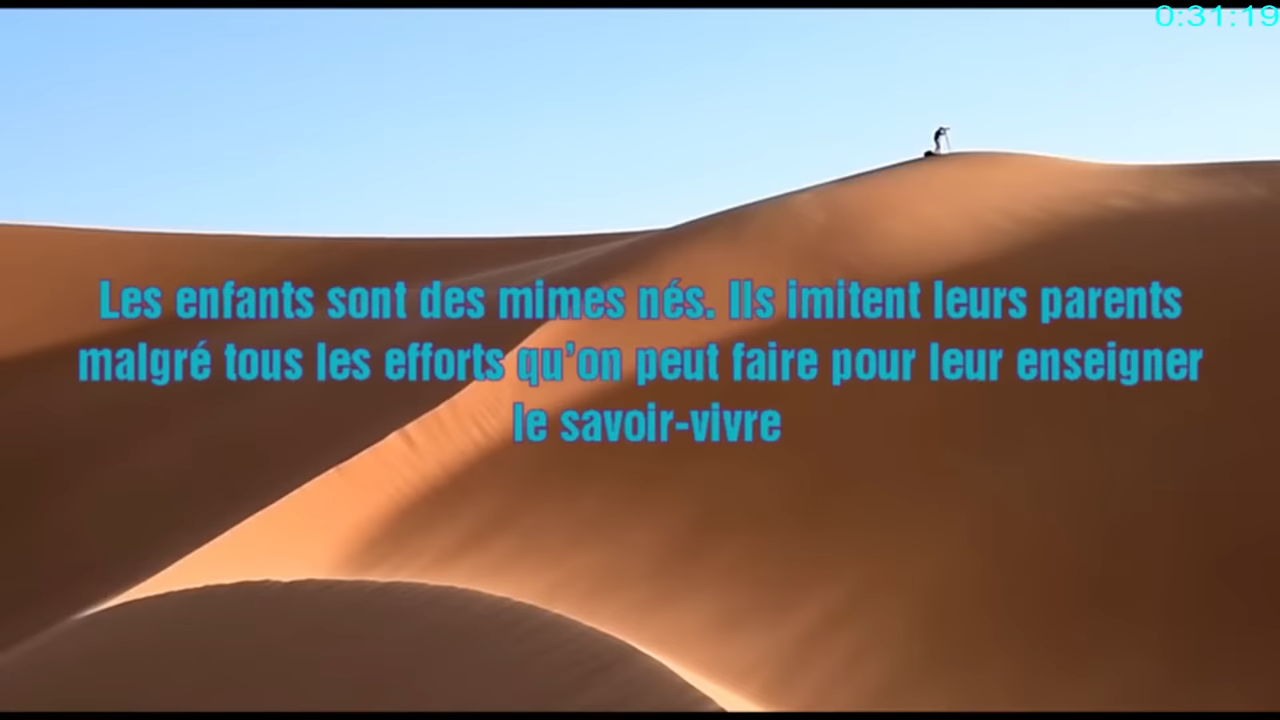 0:31:19
Les enfants sont des mimes nés. Ils imitent leurs parents
malgré tous les efforts qu’on peut faire pour leur enseigner
le savoir-vivre